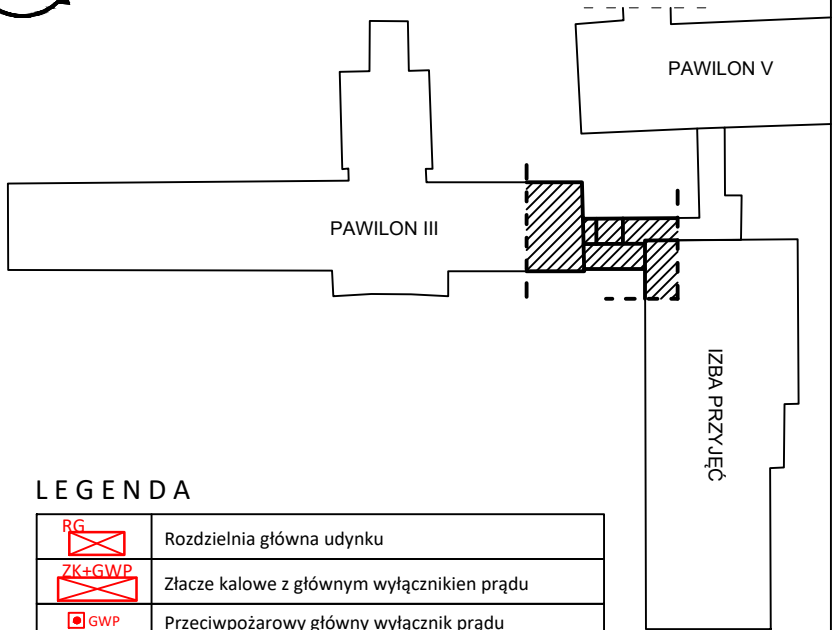 PAWILON V
PAWILON III
IZBA PRZYJĘĆ
LEGENDA
RG
Rozdzielnia główna udynku
ZK+GWP
Złacze kalowe z głównym wyłącznikien prądu
GWP
Przeciwpożarowy główny wyłącznik prądu